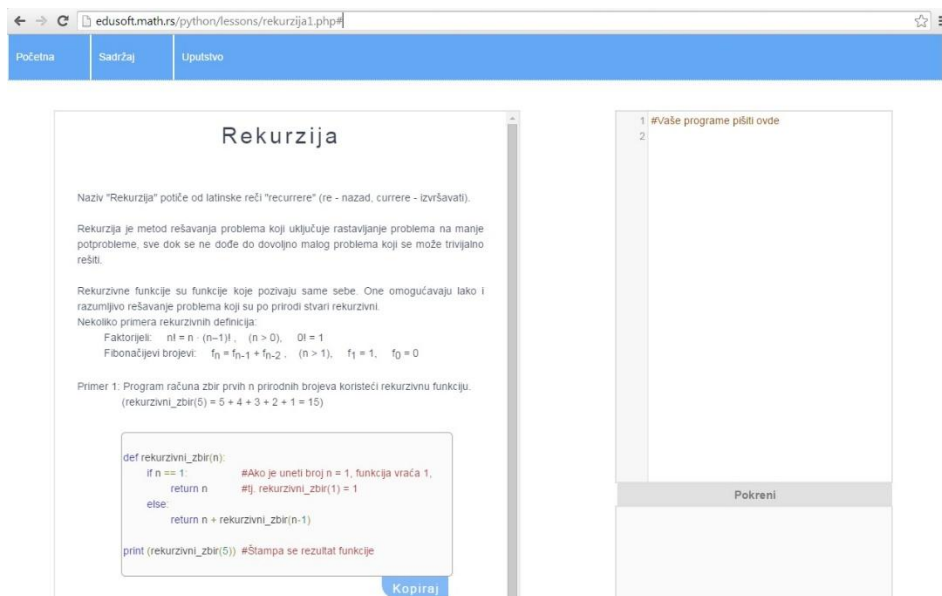 edusoft.math.rs/python/lessons/rekurzija1.php#
Početna Sadržaj Uputstvo
Rekurzija
Naziv "Rekurzija" potiče od latinske reči "recurrere" (re - nazad, currere - izvršavati).
Rekurzija je metod rešavanja problema koji uključuje rastavljanje problema na manje
potprobleme, sve dok se ne dođe do dovoljno malog problema koji se može trivijalno
rešiti.
Rekurzivne funkcije su funkcije koje pozivaju same sebe. One omogućavaju lako i
razumljivo rešavanje problema koji su po prirodi stvari rekurzivni.
Nekoliko primera rekurzivnih definicija:
Faktorijeli: n! = n · (n–1)! , (n > 0), 0! = 1
Fibonačijevi brojevi: fn = fn-1 + fn-2 , (n > 1), f1 = 1, f0 = 0
Primer 1: Program računa zbir prvih n prirodnih brojeva koristeći rekurzivnu funkciju.
(rekurzivni_zbir(5) = 5 + 4 + 3 + 2 + 1 = 15)
def rekurzivni_zbir(n):
if n == 1: #Ako je uneti broj n = 1, funkcija vraća 1,
return n #tj. rekurzivni_zbir(1) = 1
else:
return n + rekurzivni_zbir(n-1)
print (rekurzivni_zbir(5)) #Štampa se rezultat funkcije
Kopiraj
1 #Vaše programe pišiti ovde
2
Pokreni